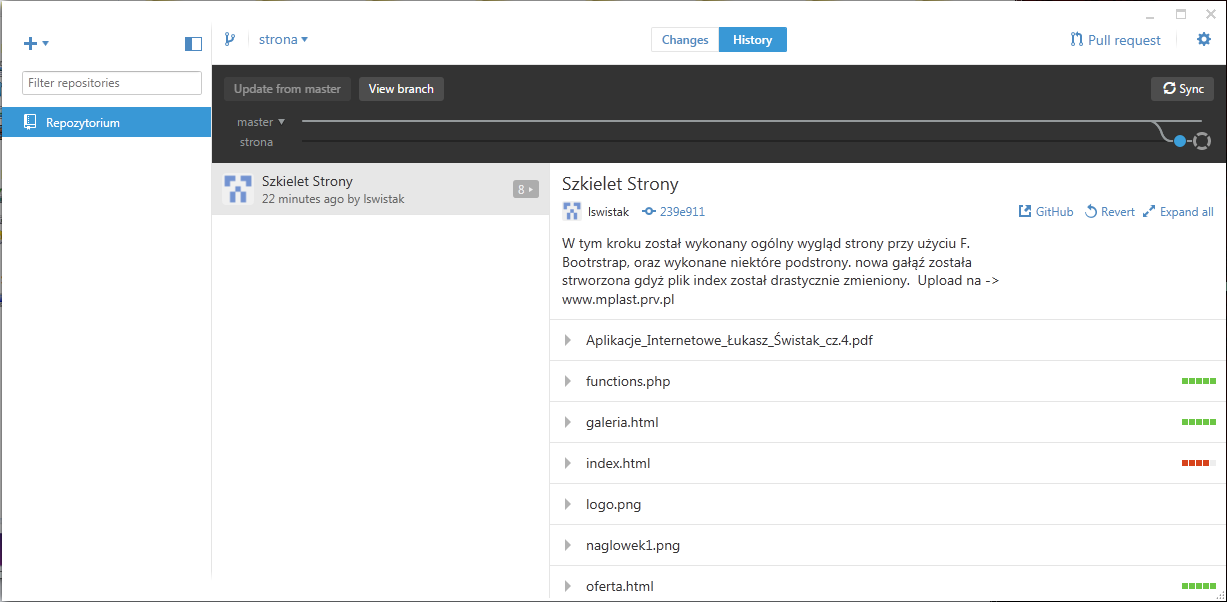 strona
Changes
History
Pull request
Filter repositories
Repozytorium
Update from master
View branch
Sync
master
strona
Szkielet Strony
22 minutes ago by lswistak
8
Szkielet Strony
lswistak
239e911
GitHub
Revert
Expand all
W tym kroku został wykonany ogólny wygląd strony przy użyciu F.
Bootrstrap, oraz wykonane niektóre podstrony. nowa gałąź została
strworzona gdyż plik index został drastycznie zmieniony.  Upload na ->
www.mplast.prv.pl
Aplikacje_Internetowe_Łukasz_Świstak_cz.4.pdf
functions.php
galeria.html
index.html
logo.png
naglowek1.png
oferta.html